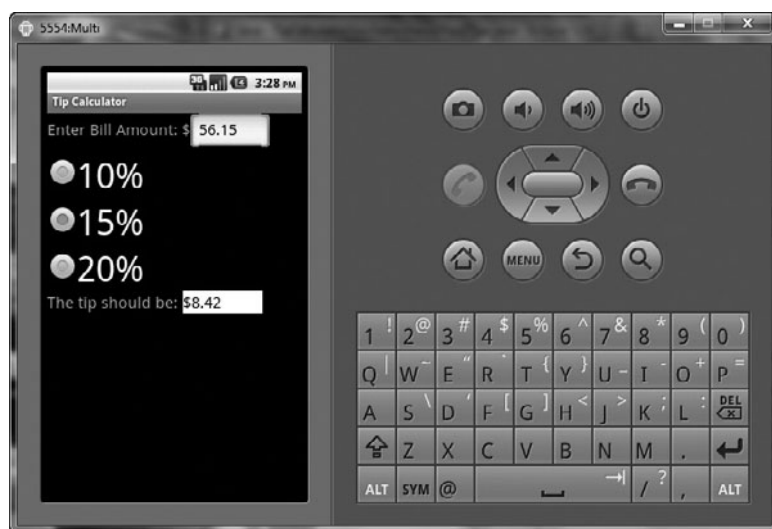 5554:Multi
3G 3:28 PM
Tip Calculator
Enter Bill Amount: $ 56.15
10%
15%
20%
The tip should be: $8.42
MENU
1 ! 2 @ 3 # 4 $ 5 % 6 ^ 7 & 8 * 9 ( 0 )
Q | W ~ E " R ` T { Y } U _ I - O + P =
A S \ D ' F [ G ] H < J > K ; L : DEL
Z X C V B N M .
ALT SYM @ / ? , ALT